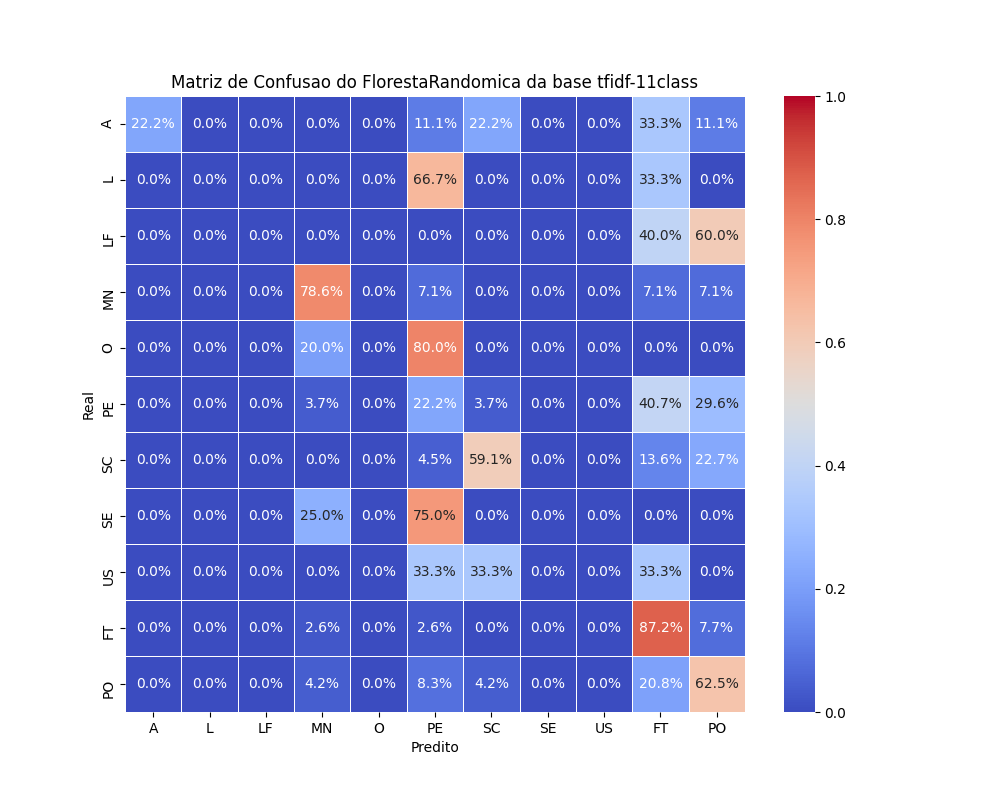 Matriz de Confusao do FlorestaRandomica da base tfidf-11class
A 22.2% 0.0% 0.0% 0.0% 0.0% 11.1% 22.2% 0.0% 0.0% 33.3% 11.1%
L 0.0% 0.0% 0.0% 0.0% 0.0% 66.7% 0.0% 0.0% 0.0% 33.3% 0.0%
LF 0.0% 0.0% 0.0% 0.0% 0.0% 0.0% 0.0% 0.0% 0.0% 40.0% 60.0%
MN 0.0% 0.0% 0.0% 78.6% 0.0% 7.1% 0.0% 0.0% 0.0% 7.1% 7.1%
O 0.0% 0.0% 0.0% 20.0% 0.0% 80.0% 0.0% 0.0% 0.0% 0.0% 0.0%
PE 0.0% 0.0% 0.0% 3.7% 0.0% 22.2% 3.7% 0.0% 0.0% 40.7% 29.6%
SC 0.0% 0.0% 0.0% 0.0% 0.0% 4.5% 59.1% 0.0% 0.0% 13.6% 22.7%
SE 0.0% 0.0% 0.0% 25.0% 0.0% 75.0% 0.0% 0.0% 0.0% 0.0% 0.0%
US 0.0% 0.0% 0.0% 0.0% 0.0% 33.3% 33.3% 0.0% 0.0% 33.3% 0.0%
FT 0.0% 0.0% 0.0% 2.6% 0.0% 2.6% 0.0% 0.0% 0.0% 87.2% 7.7%
PO 0.0% 0.0% 0.0% 4.2% 0.0% 8.3% 4.2% 0.0% 0.0% 20.8% 62.5%
A L LF MN O PE SC SE US FT PO
Predito
Real
1.0
0.8
0.6
0.4
0.2
0.0